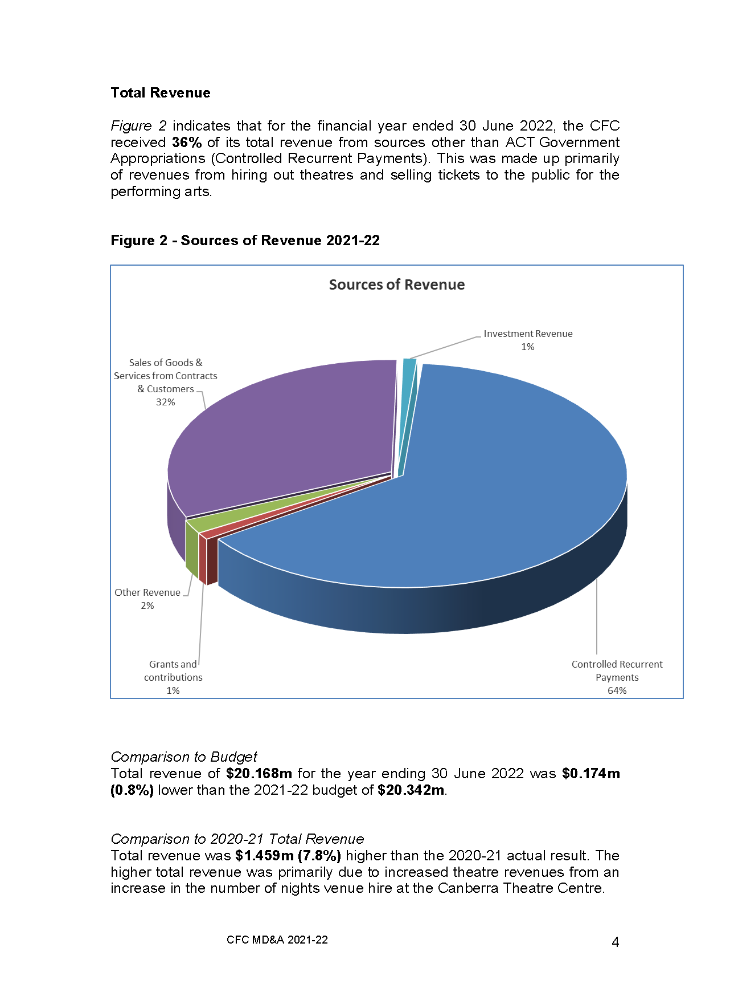 Total Revenue
Figure 2 indicates that for the financial year ended 30 June 2022, the CFC
received 36% of its total revenue from sources other than ACT Government
Appropriations (Controlled Recurrent Payments). This was made up primarily
of revenues from hiring out theatres and selling tickets to the public for the
performing arts.
Figure 2 - Sources of Revenue 2021-22
Sources of Revenue
Investment Revenue
1%
Sales of Goods &
Services from Contracts
& Customers
32%
Other Revenue
2%
Grants and
contributions
1%
Controlled Recurrent
Payments
64%
Comparison to Budget
Total revenue of $20.168m for the year ending 30 June 2022 was $0.174m
(0.8%) lower than the 2021-22 budget of $20.342m.
Comparison to 2020-21 Total Revenue
Total revenue was $1.459m (7.8%) higher than the 2020-21 actual result. The
higher total revenue was primarily due to increased theatre revenues from an
increase in the number of nights venue hire at the Canberra Theatre Centre.
CFC MD&A 2021-22
4